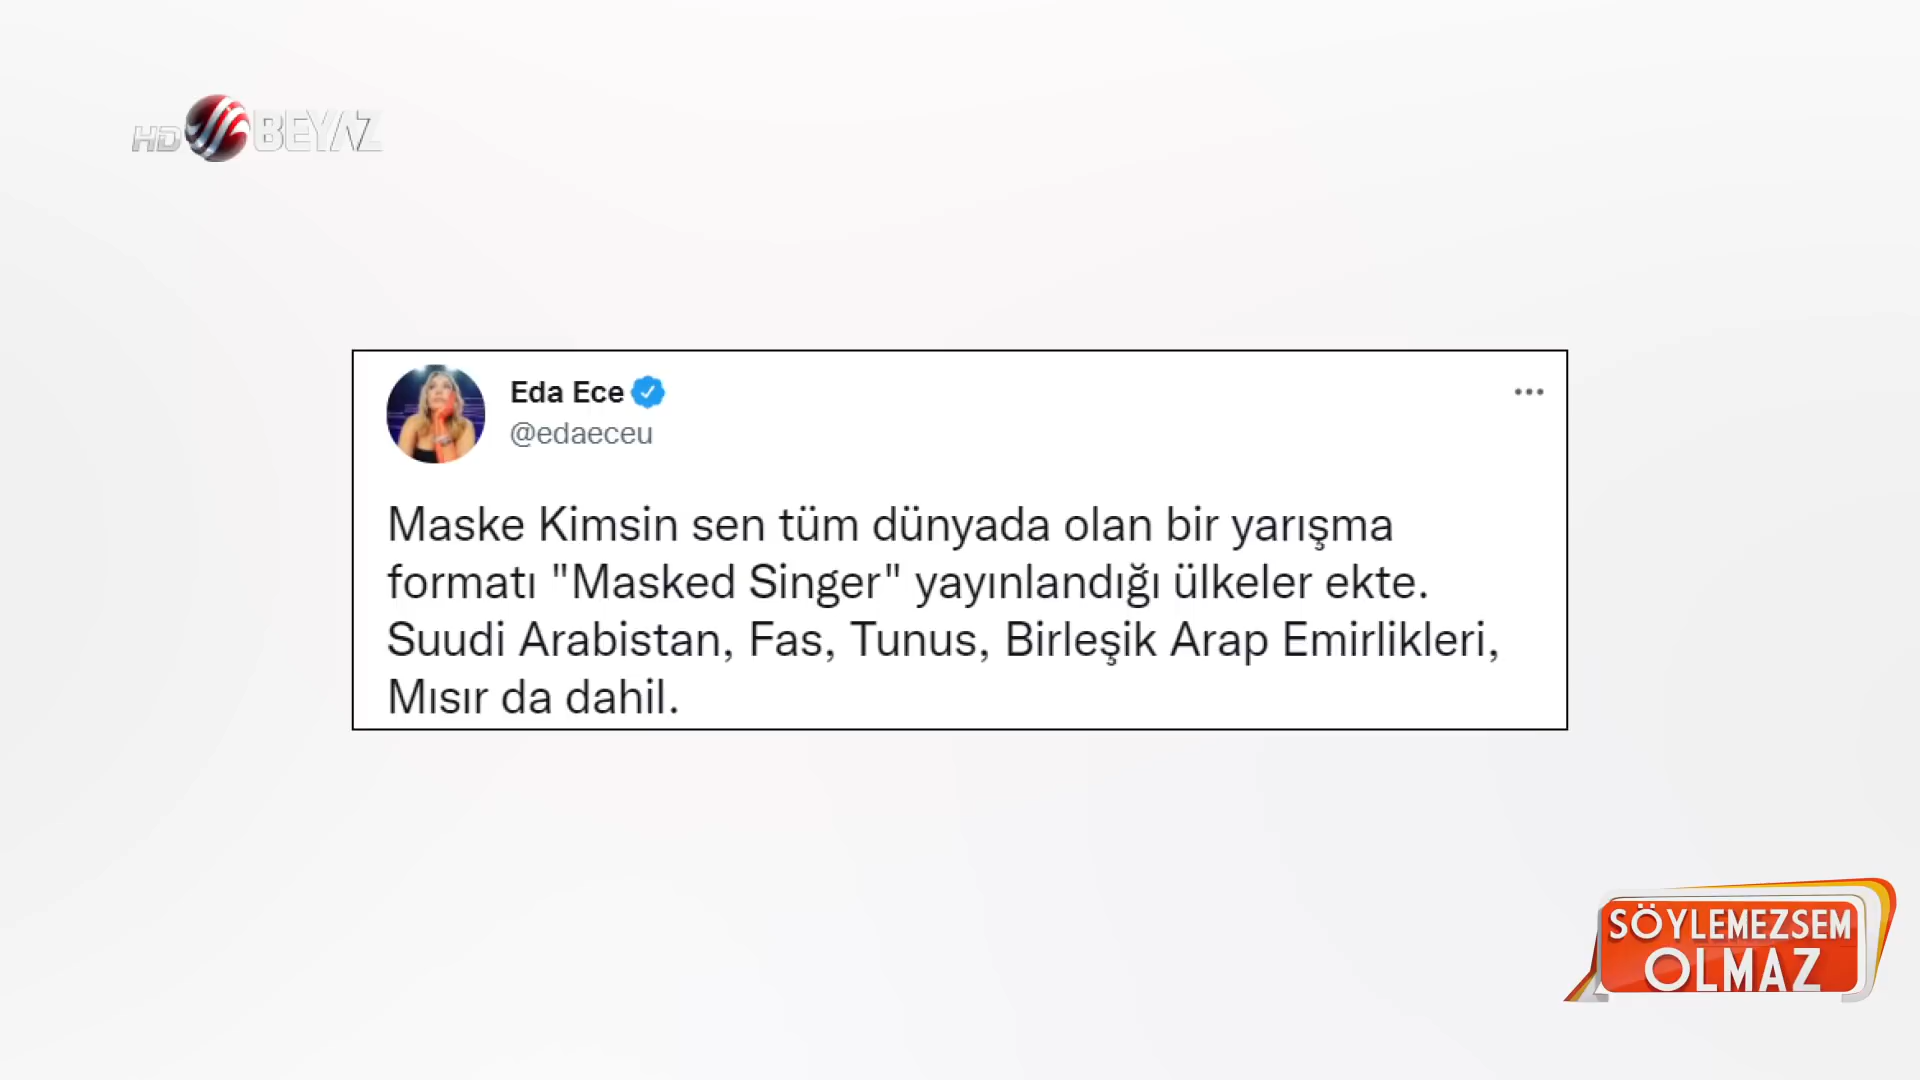 HD BEYAZ
Eda Ece
@edaeceu
Maske Kimsin sen tüm dünyada olan bir yarışma
formatı "Masked Singer" yayınlandığı ülkeler ekte.
Suudi Arabistan, Fas, Tunus, Birleşik Arap Emirlikleri,
Mısır da dahil.
SÖYLEMEZSEM
OLMAZ